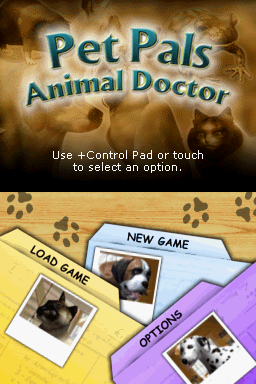 Pet Pals
Animal Doctor
Use +Control Pad or touch
to select an option.
NEW GAME
LOAD GAME
OPTIONS